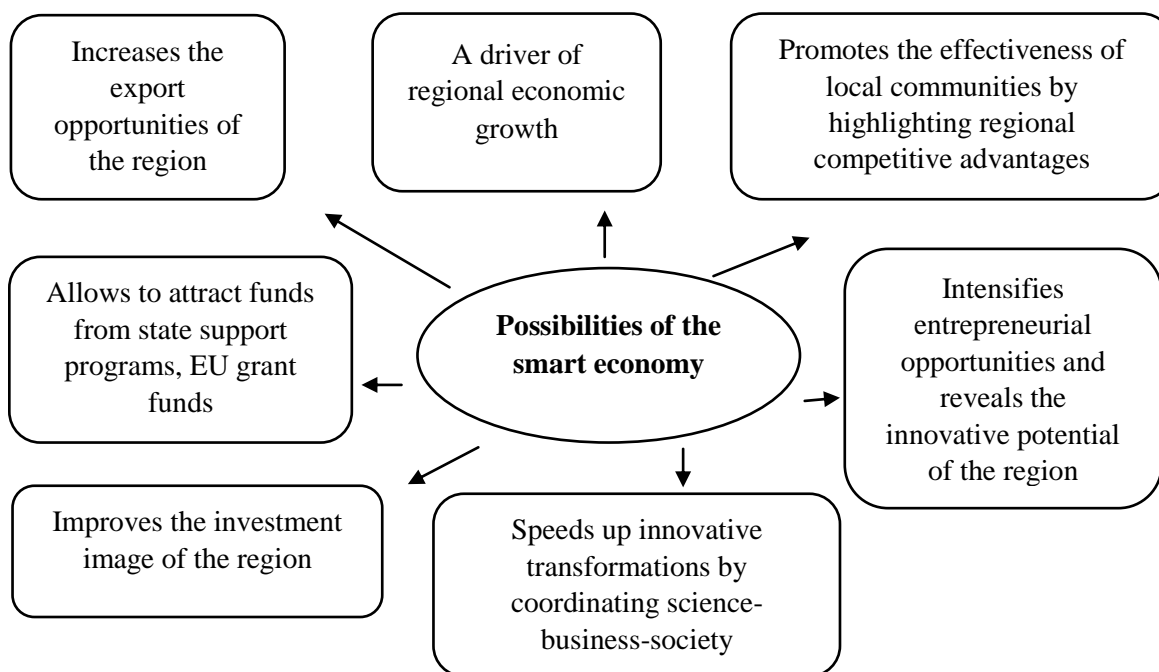 Increases the
export
opportunities of
the region
A driver of
regional economic
growth
Promotes the effectiveness of
local communities by
highlighting regional
competitive advantages
Allows to attract funds
from state support
programs, EU grant
funds
Possibilities of the
smart economy
Intensifies
entrepreneurial
opportunities and
reveals the
innovative potential
of the region
Improves the investment
image of the region
Speeds up innovative
transformations by
coordinating science-
business-society